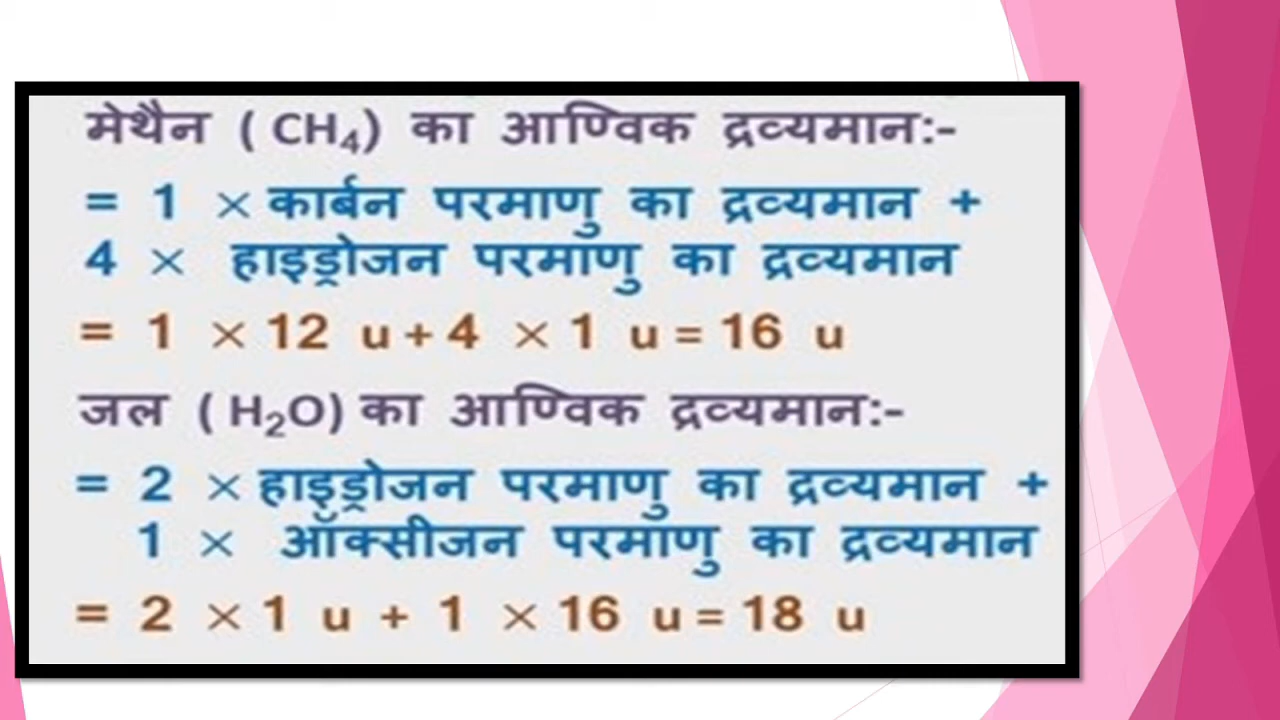 मेथैन ( CH₄) का आण्विक द्रव्यमान:-
= 1 × कार्बन परमाणु का द्रव्यमान +
4 × हाइड्रोजन परमाणु का द्रव्यमान
= 1 × 12 u + 4 × 1 u = 16 u
जल ( H₂O) का आण्विक द्रव्यमान:-
= 2 × हाइड्रोजन परमाणु का द्रव्यमान +
1 × ऑक्सीजन परमाणु का द्रव्यमान
= 2 × 1 u + 1 × 16 u = 18 u